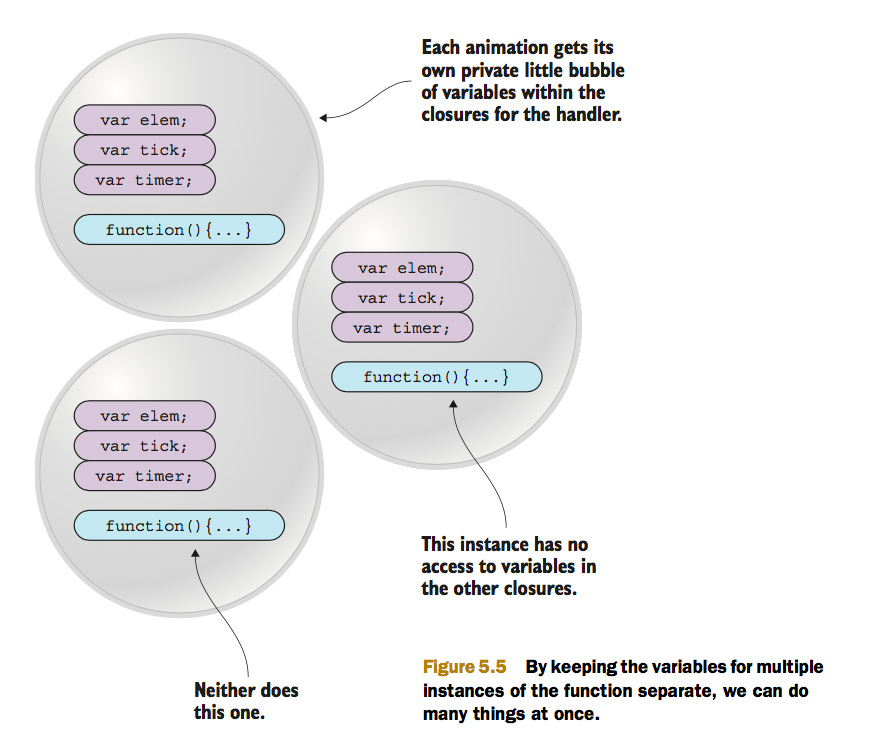 Each animation gets its
own private little bubble
of variables within the
closures for the handler.
var elem;
var tick;
var timer;
function(){...}
var elem;
var tick;
var timer;
function(){...}
var elem;
var tick;
var timer;
function(){...}
This instance has no
access to variables in
the other closures.
Neither does
this one.
Figure 5.5 By keeping the variables for multiple
instances of the function separate, we can do
many things at once.